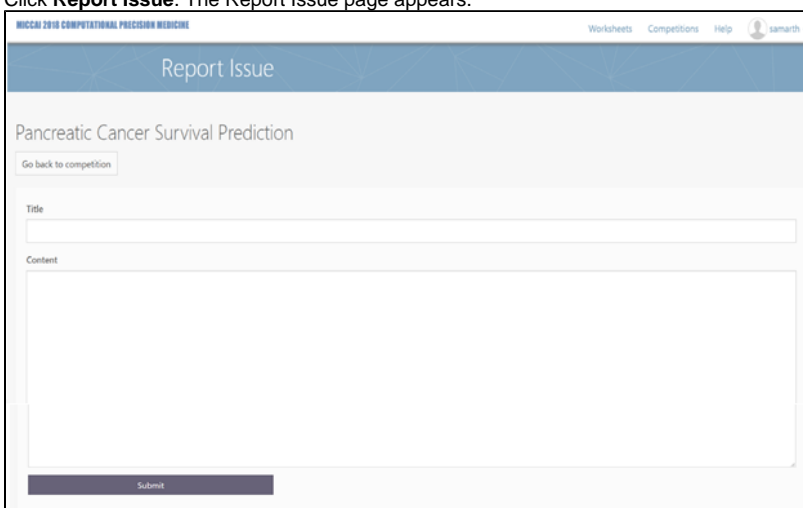 Click Report Issue. The Report Issue page appears.
MICCAI 2018 COMPUTATIONAL PRECISION MEDICINE
Worksheets Competitions Help samarth
Report Issue
Pancreatic Cancer Survival Prediction
Go back to competition
Title
Content
Submit